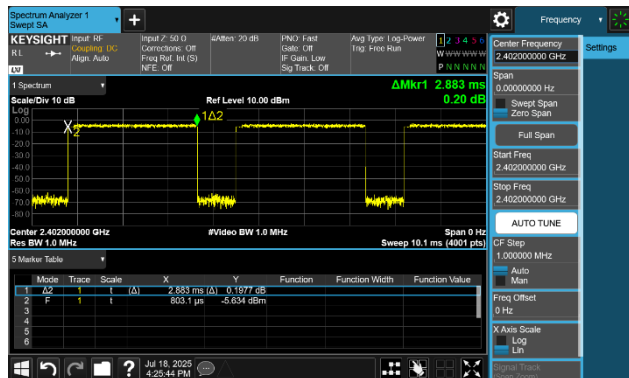 Spectrum Analyzer 1
Swept SA
+
Frequency
KEYSIGHT
RL
LXI
Input: RF
Coupling: DC
Align: Auto
Input Z: 50 Ω
Corrections: Off
Freq Ref: Int (S)
NFE: Off
#Atten: 20 dB
PNO: Fast
Gate: Off
IF Gain: Low
Sig Track: Off
Avg Type: Log-Power
Trig: Free Run
1 2 3 4 5 6
W W W W W W
P N N N N N
1 Spectrum
ΔMkr1 2.883 ms
Scale/Div 10 dB
Ref Level 10.00 dBm
0.20 dB
Log
0.00
-10.0
-20.0
-30.0
-40.0
-50.0
-60.0
-70.0
-80.0
X2
1Δ2
Center 2.402000000 GHz
#Video BW 1.0 MHz
Span 0 Hz
Res BW 1.0 MHz
Sweep 10.1 ms (4001 pts)
5 Marker Table
Mode Trace Scale X Y Function Function Width Function Value
1 Δ2 1 t (Δ) 2.883 ms (Δ) 0.1977 dB
2 F 1 t 803.1 µs -5.634 dBm
3
4
5
6
Center Frequency
2.402000000 GHz
Settings
Span
0.00000000 Hz
Swept Span
Zero Span
Full Span
Start Freq
2.402000000 GHz
Stop Freq
2.402000000 GHz
AUTO TUNE
CF Step
1.000000 MHz
Auto
Man
Freq Offset
0 Hz
X Axis Scale
Log
Lin
Signal Track
(Span Zoom)
?
Jul 18, 2025
4:25:44 PM